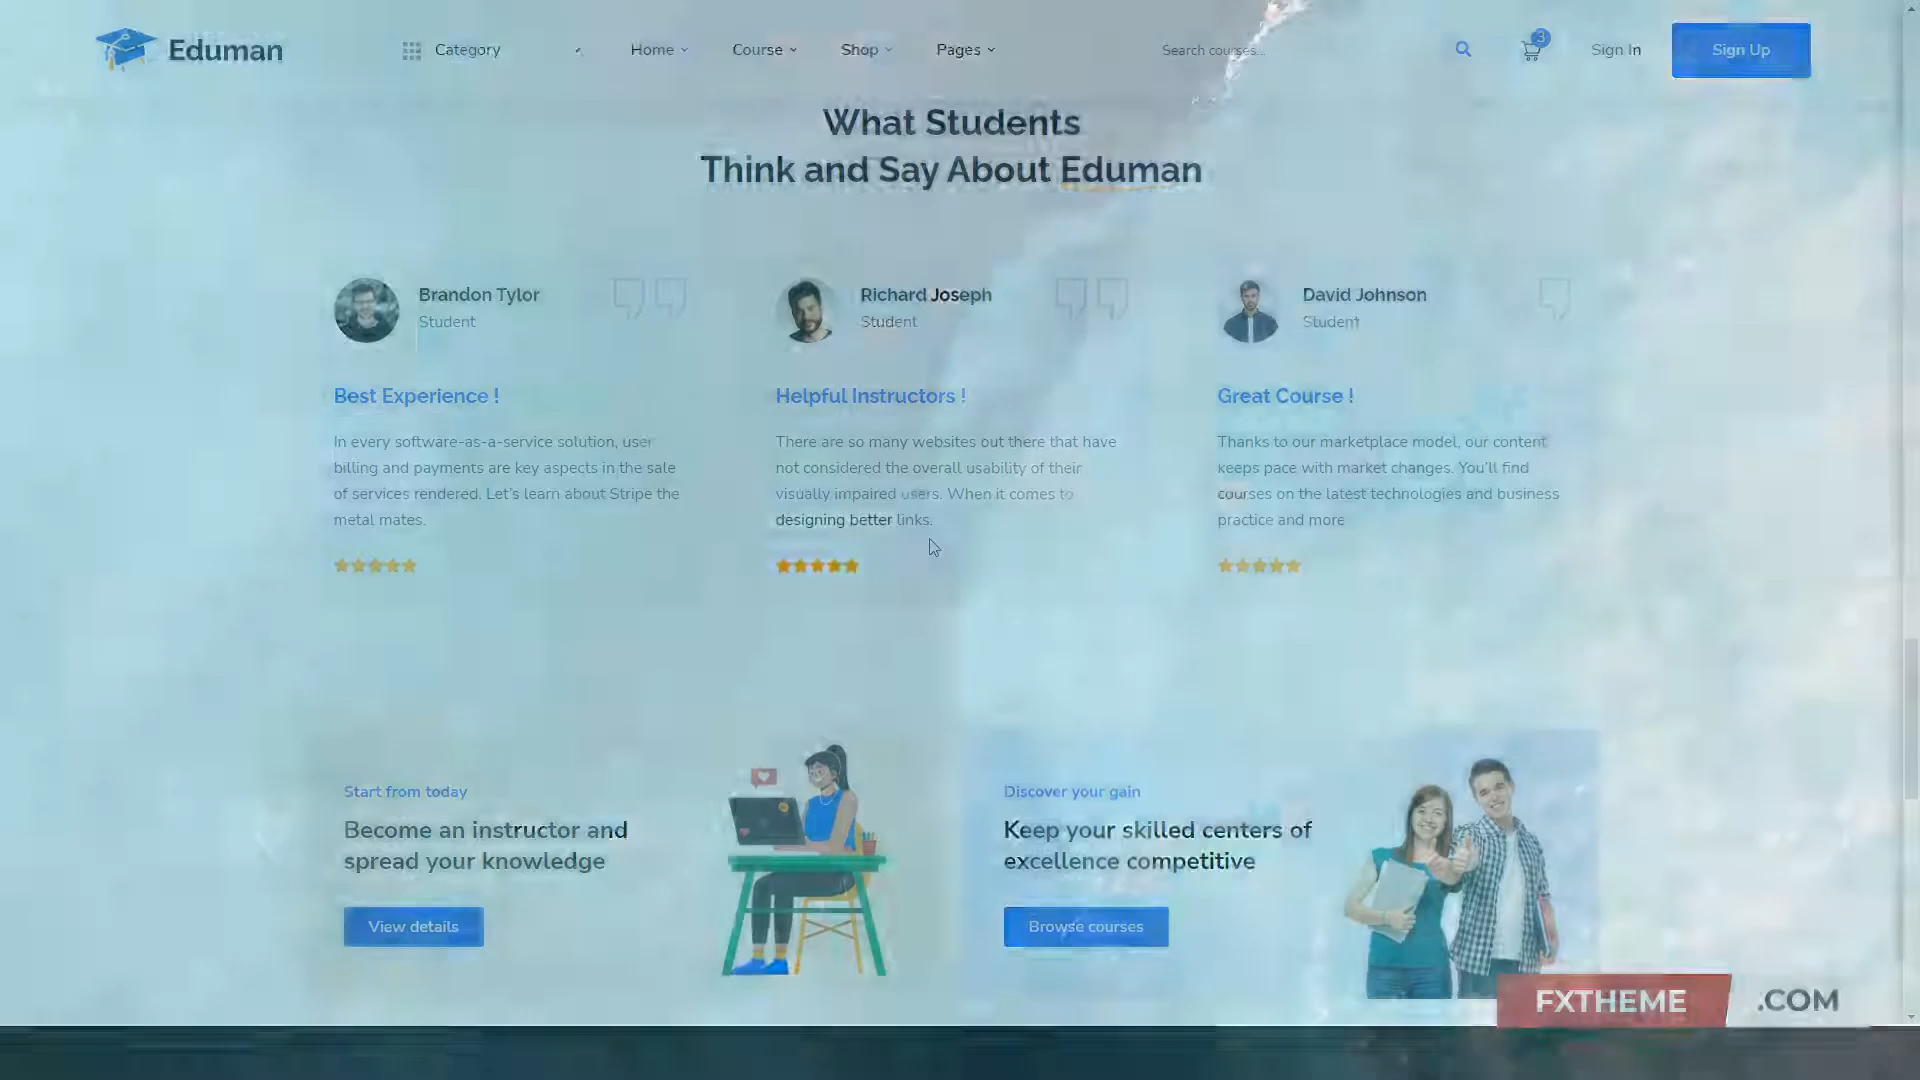 Eduman
Category
Home
Course
Shop
Pages
Search courses...
3
Sign In
Sign Up
What Students
Think and Say About Eduman
Brandon Tylor
Student
Best Experience !
In every software-as-a-service solution, user
billing and payments are key aspects in the sale
of services rendered. Let's learn about Stripe the
metal mates.
Richard Joseph
Student
Helpful Instructors !
There are so many websites out there that have
not considered the overall usability of their
visually impaired users. When it comes to
designing better links.
David Johnson
Student
Great Course !
Thanks to our marketplace model, our content
keeps pace with market changes. You'll find
courses on the latest technologies and business
practice and more
Start from today
Become an instructor and
spread your knowledge
View details
Discover your gain
Keep your skilled centers of
excellence competitive
Browse courses
FXTHEME .COM